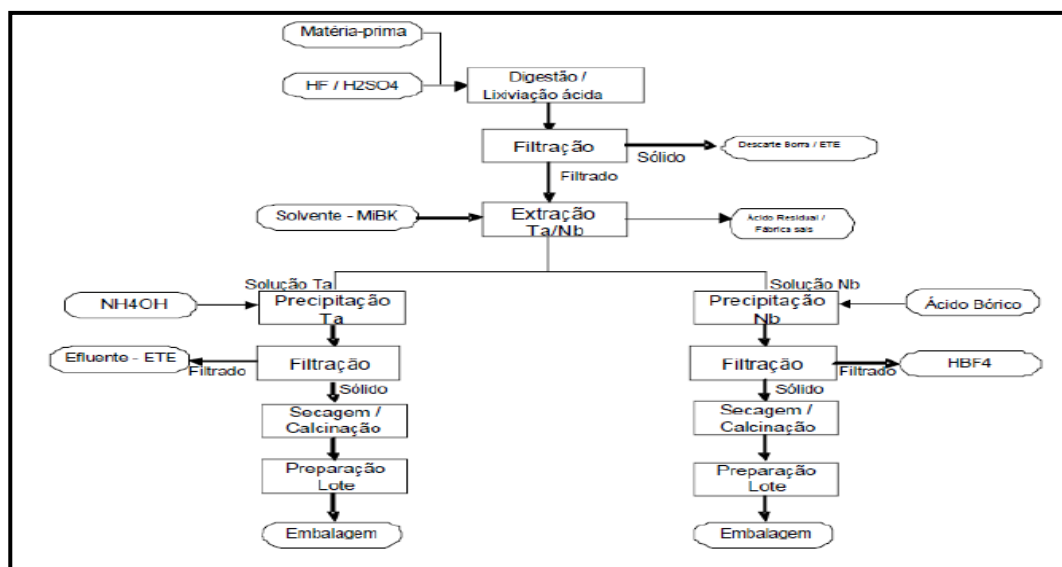 Matéria-prima
HF / H2SO4
Digestão /
Lixiviação ácida
Filtração
Sólido
Descarte Borra / ETE
Filtrado
Solvente - MiBK
Extração
Ta/Nb
Ácido Residual /
Fábrica sais
Solução Ta
Solução Nb
NH4OH
Precipitação
Ta
Precipitação
Nb
Ácido Bórico
Efluente - ETE
Filtrado
Filtração
Filtração
Filtrado
HBF4
Sólido
Sólido
Secagem /
Calcinação
Secagem /
Calcinação
Preparação
Lote
Preparação
Lote
Embalagem
Embalagem